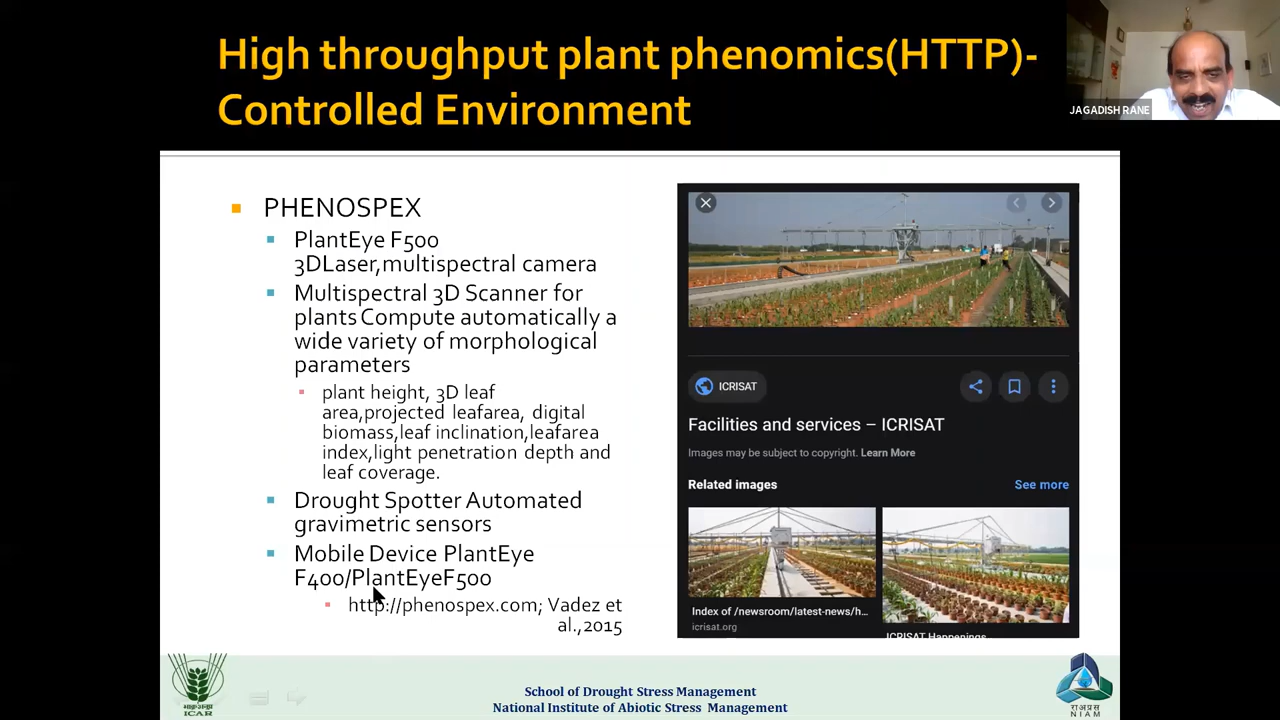 High throughput plant phenomics(HTTP)-
Controlled Environment
JAGADISH RANE
PHENOSPEX
PlantEye F500
3DLaser,multispectral camera
Multispectral 3D Scanner for
plants Compute automatically a
wide variety of morphological
parameters
plant height, 3D leaf
area,projected leafarea, digital
biomass,leaf inclination,leafarea
index,light penetration depth and
leaf coverage.
Drought Spotter Automated
gravimetric sensors
Mobile Device PlantEye
F400/PlantEyeF500
http://phenospex.com; Vadez et
al.,2015
ICRISAT
Facilities and services – ICRISAT
Images may be subject to copyright. Learn More
Related images
See more
Index of /newsroom/latest-news/h...
icrisat.org
ICRISAT Happenings
School of Drought Stress Management
National Institute of Abiotic Stress Management
ICAR
NIAM